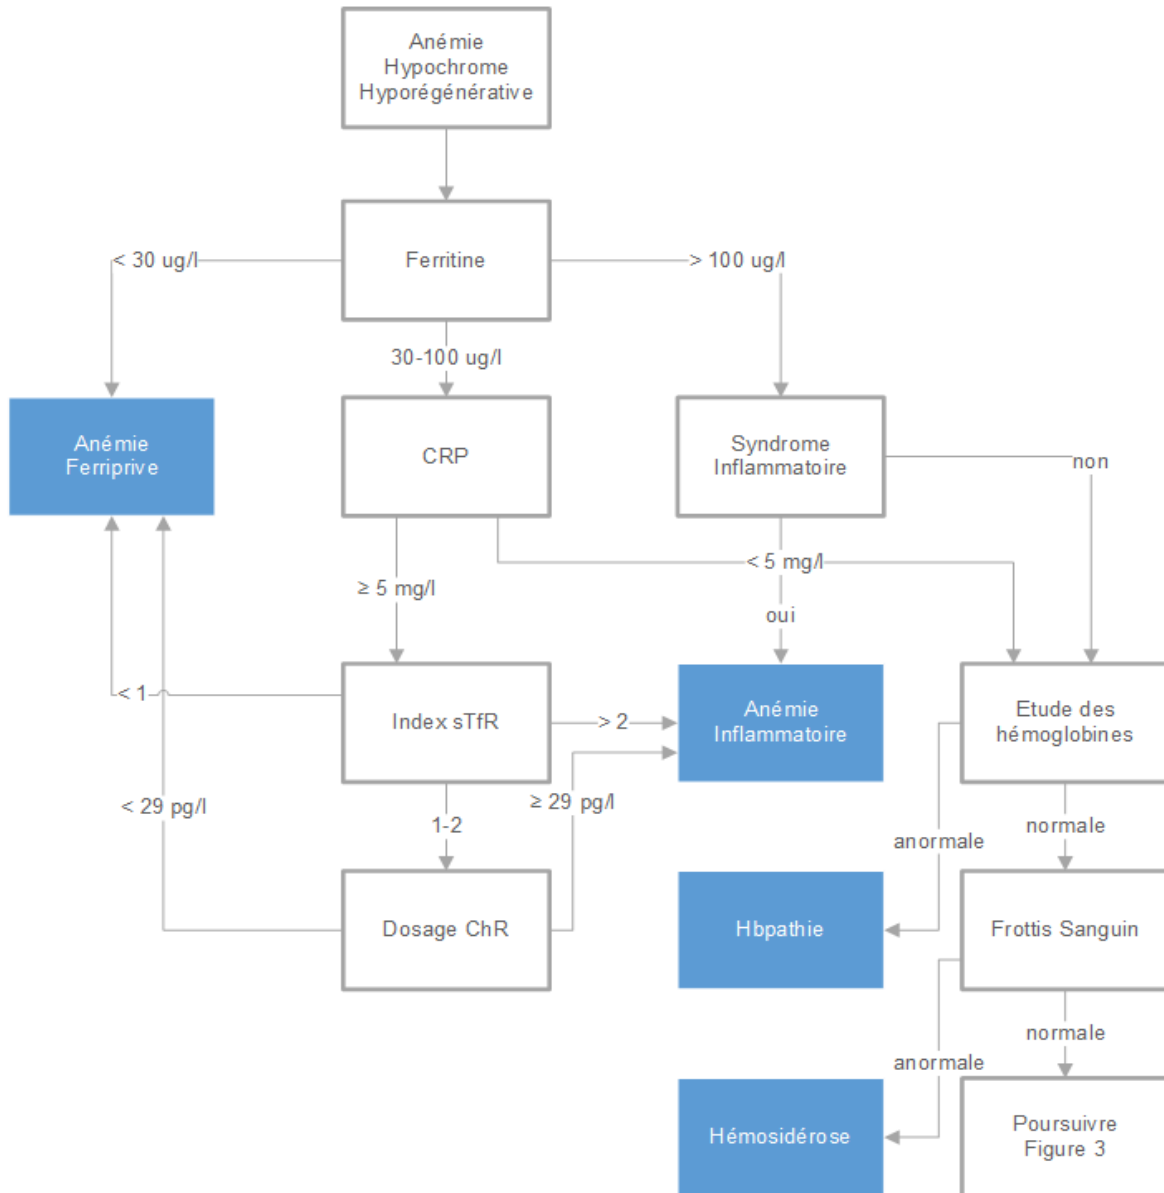 Anémie
Hypochrome
Hyporégénérative
< 30 ug/l
Ferritine
> 100 ug/l
30-100 ug/l
Anémie
Ferriprive
CRP
Syndrome
Inflammatoire
non
≥ 5 mg/l
< 5 mg/l
oui
< 1
Index sTfR
> 2
Anémie
Inflammatoire
Etude des
hémoglobines
< 29 pg/l
≥ 29 pg/l
1-2
anormale
normale
Dosage ChR
Hbpathie
Frottis Sanguin
anormale
normale
Hémosidérose
Poursuivre
Figure 3